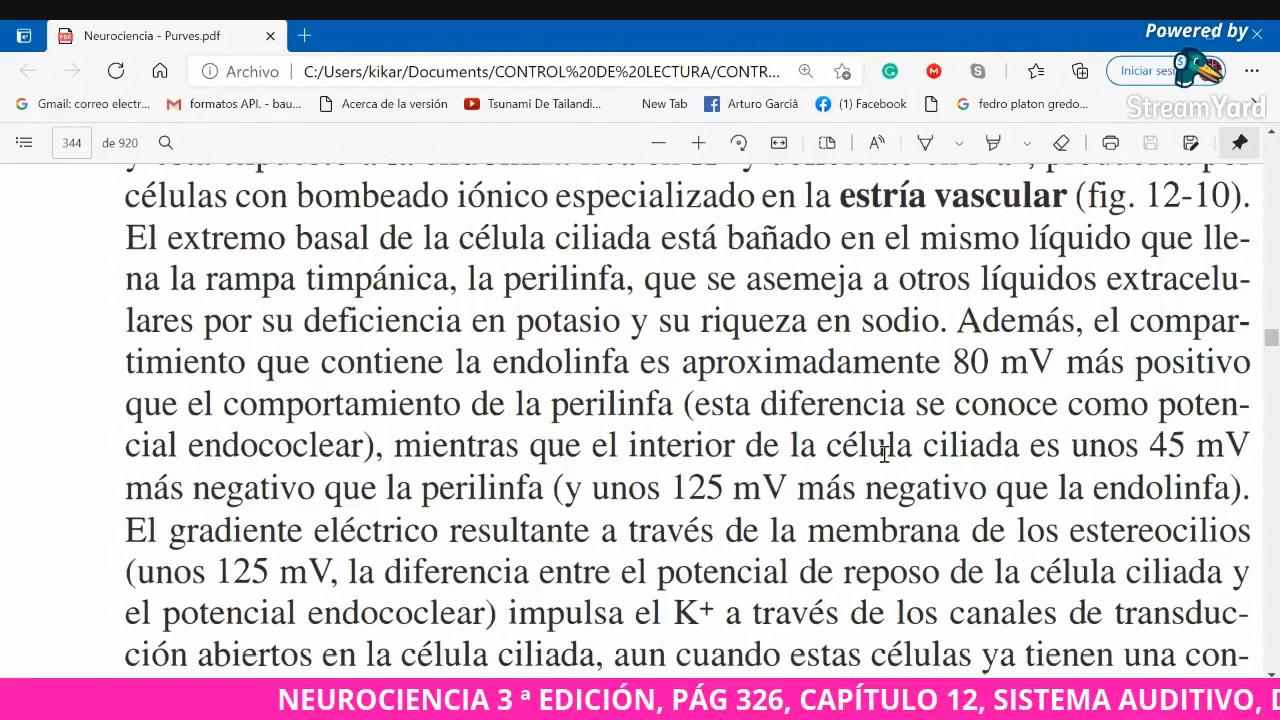 Powered by
Neurociencia - Purves.pdf
Archivo
C:/Users/kikar/Documents/CONTROL%20DE%20LECTURA/CONTR...
Iniciar sesi
StreamYard
Gmail: correo electr...
formatos API. - bau...
Acerca de la versión
Tsunami De Tailandi...
New Tab
Arturo Garciâ
(1) Facebook
fedro platon gredo...
344 de 920
células con bombeado iónico especializado en la estría vascular (fig. 12-10).
El extremo basal de la célula ciliada está bañado en el mismo líquido que lle-
na la rampa timpánica, la perilinfa, que se asemeja a otros líquidos extracelu-
lares por su deficiencia en potasio y su riqueza en sodio. Además, el compar-
timiento que contiene la endolinfa es aproximadamente 80 mV más positivo
que el comportamiento de la perilinfa (esta diferencia se conoce como poten-
cial endococlear), mientras que el interior de la célula ciliada es unos 45 mV
más negativo que la perilinfa (y unos 125 mV más negativo que la endolinfa).
El gradiente eléctrico resultante a través de la membrana de los estereocilios
(unos 125 mV, la diferencia entre el potencial de reposo de la célula ciliada y
el potencial endococlear) impulsa el K+ a través de los canales de transduc-
ción abiertos en la célula ciliada, aun cuando estas células ya tienen una con-
NEUROCIENCIA 3 ª EDICIÓN, PÁG 326, CAPÍTULO 12, SISTEMA AUDITIVO,